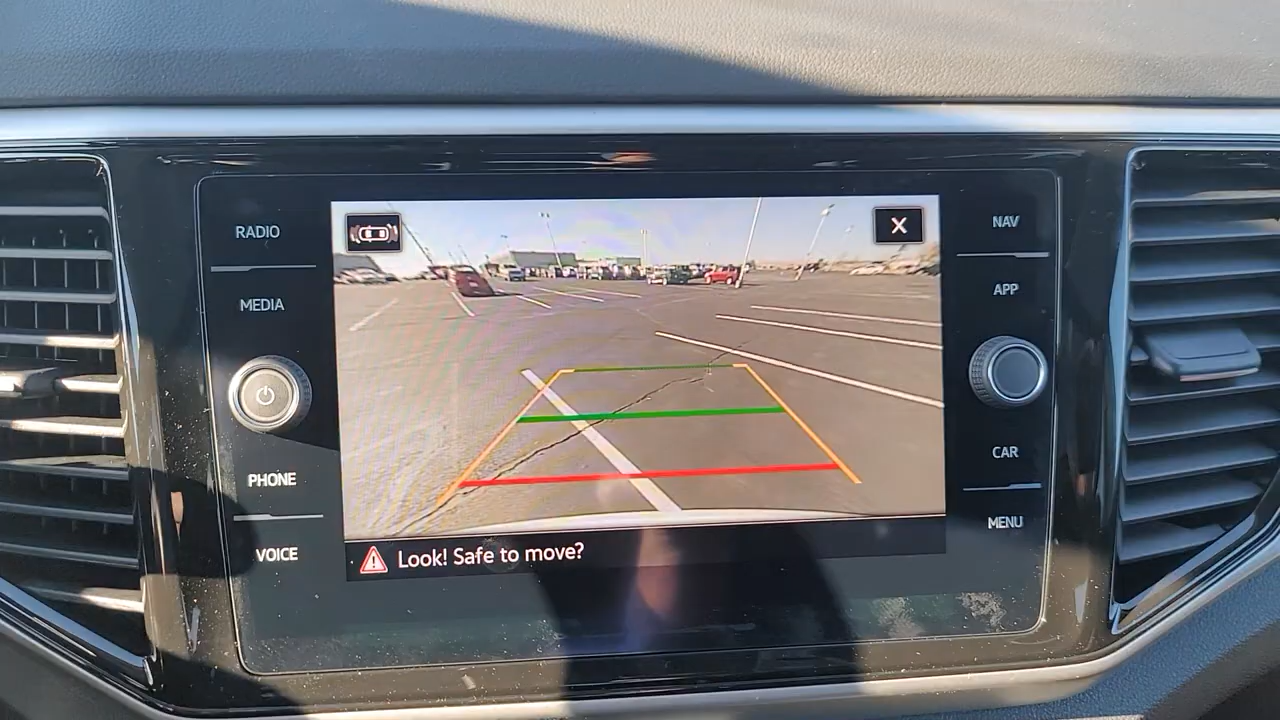 RADIO
MEDIA
PHONE
VOICE
X
Look! Safe to move?
NAV
APP
CAR
MENU